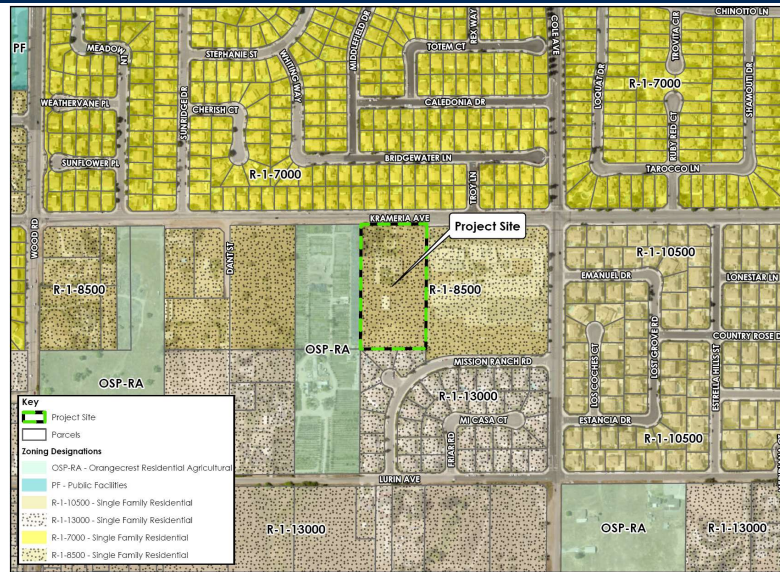 CHINOTTO LN
PF
MEADOW LN
STEPHANIE ST
WHITING WAY
MIDDLEFIELD DR
TOTEM CT
REX WAY
COLE AVE
LOQUAT DR
TROVITA CIR
SHAMOUTI DR
R-1-7000
WEATHERVANE PL
SUNRIDGE DR
CHERISH CT
CALEDONIA DR
RUBY RED CT
SUNFLOWER PL
R-1-7000
BRIDGEWATER LN
TROY LN
TAROCCO LN
KRAMERIA AVE
WOOD RD
DANT ST
Project Site
R-1-8500
R-1-8500
R-1-10500
EMANUEL DR
LONESTAR LN
OSP-RA
OSP-RA
MISSION RANCH RD
LOS COCHES CT
LOST GROVE RD
COUNTRY ROSE
ESTRELLA HILLS ST
R-1-13000
MI CASA CT
FRIAR RD
ESTANCIA DR
R-1-10500
LURIN AVE
R-1-13000
OSP-RA
R-1-13000
Key
Project Site
Parcels
Zoning Designations
OSP-RA - Orangecrest Residential Agricultural
PF - Public Facilities
R-1-10500 - Single Family Residential
R-1-13000 - Single Family Residential
R-1-7000 - Single Family Residential
R-1-8500 - Single Family Residential